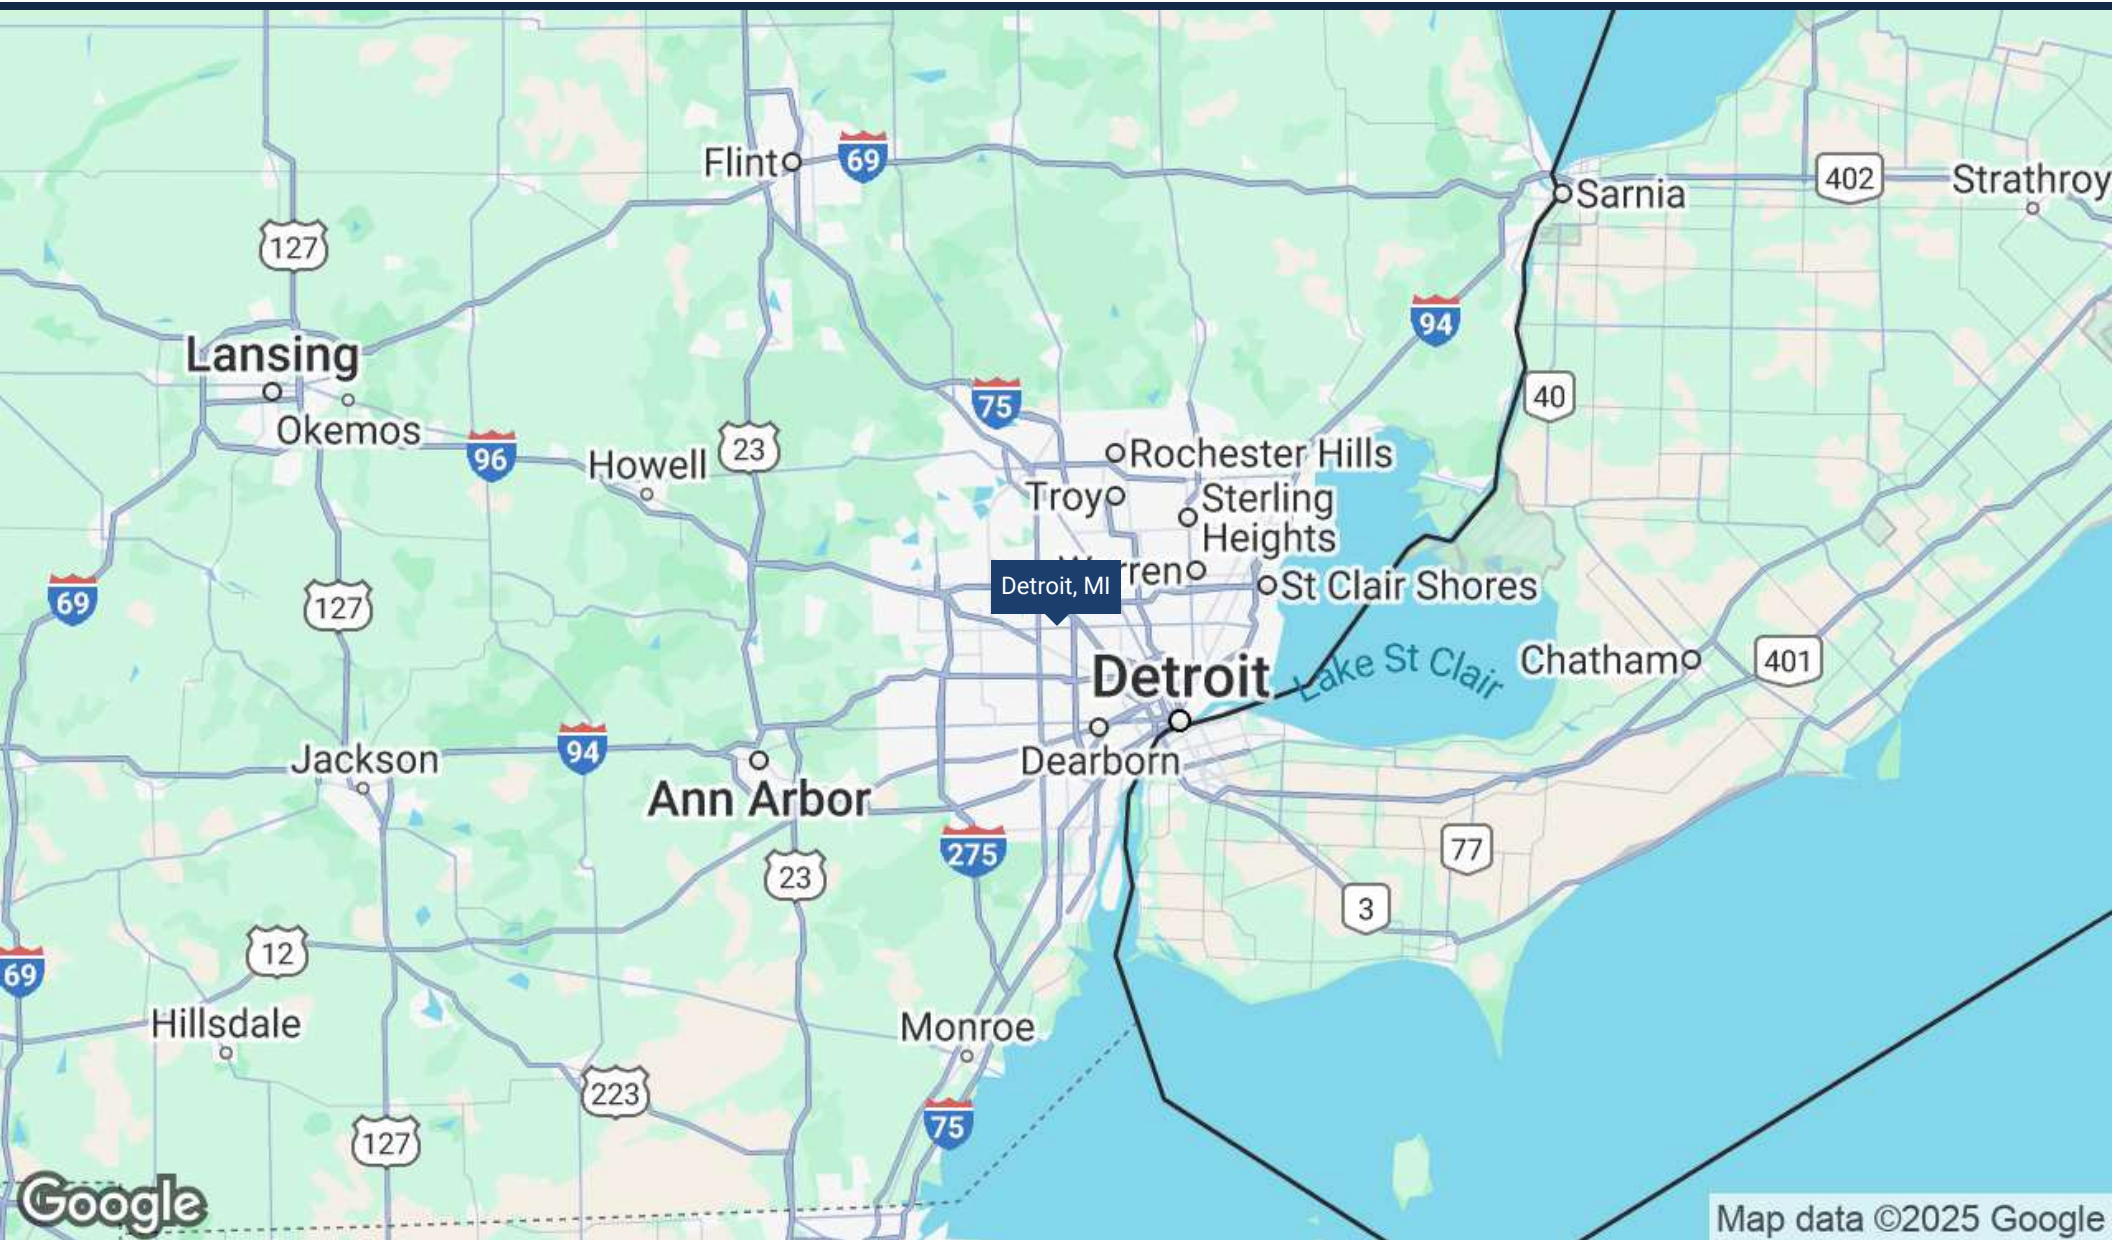 Flint
69
402
Strathroy
Sarnia
127
94
Lansing
Okemos
75
40
96
Howell
23
Rochester Hills
Troy
Sterling
Heights
Detroit, MI
St Clair Shores
69
127
Detroit
Lake St Clair
Chatham
401
Jackson
94
Ann Arbor
Dearborn
275
77
23
3
12
69
Hillsdale
Monroe
223
75
127
Google
Map data ©2025 Google